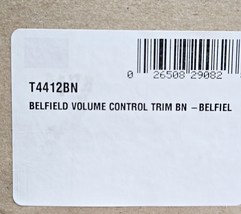 0 26508 29082
T4412BN
BELFIELD VOLUME CONTROL TRIM BN -BELFIEL